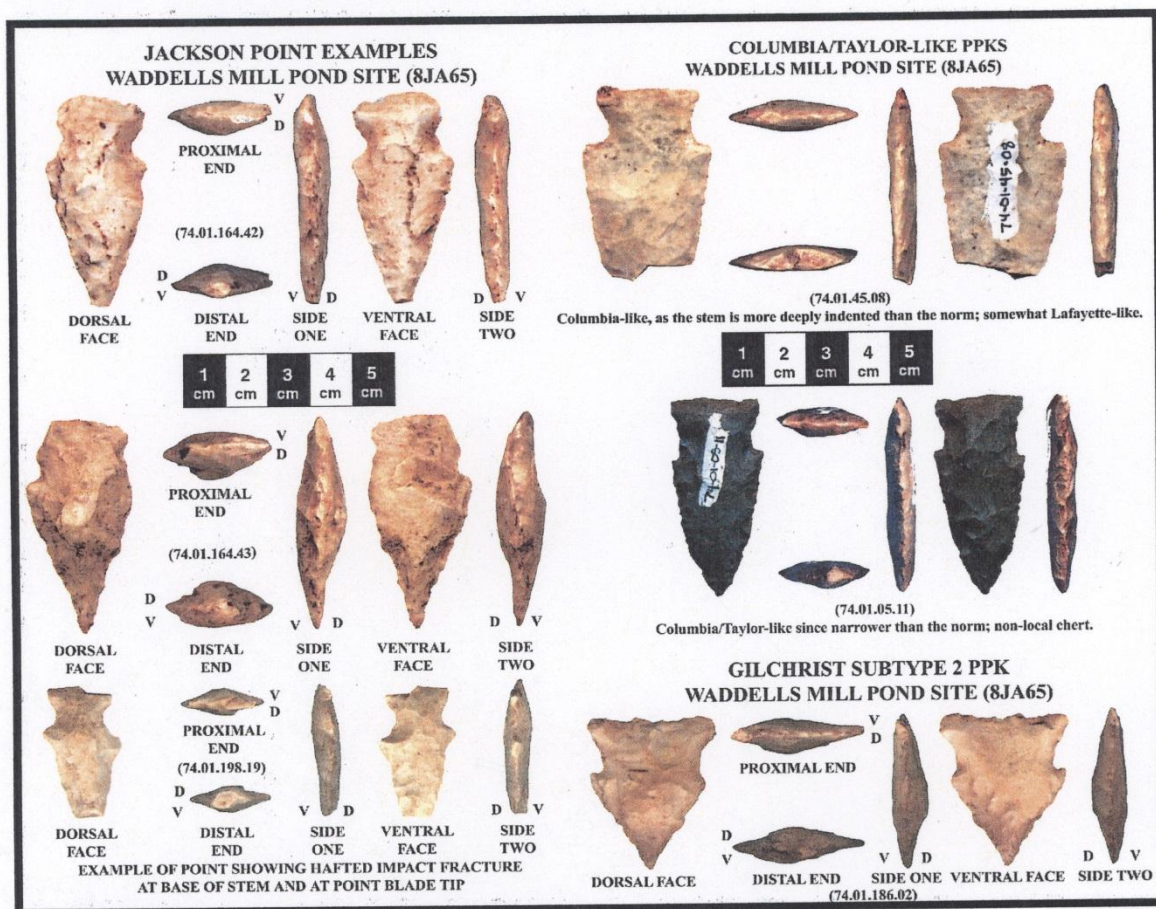 JACKSON POINT EXAMPLES
WADDELLS MILL POND SITE (8JA65)
V
D
PROXIMAL
END
(74.01.164.42)
D
V
V D
D V
DORSAL
FACE
DISTAL
END
SIDE
ONE
VENTRAL
FACE
SIDE
TWO
1 2 3 4 5
cm cm cm cm cm
V
D
PROXIMAL
END
(74.01.164.43)
D
V
V D
D V
DORSAL
FACE
DISTAL
END
SIDE
ONE
VENTRAL
FACE
SIDE
TWO
V
D
PROXIMAL
END
(74.01.198.19)
D
V
V D
D V
DORSAL
FACE
DISTAL
END
SIDE
ONE
VENTRAL
FACE
SIDE
TWO
EXAMPLE OF POINT SHOWING HAFTED IMPACT FRACTURE
AT BASE OF STEM AND AT POINT BLADE TIP
COLUMBIA/TAYLOR-LIKE PPKS
WADDELLS MILL POND SITE (8JA65)
74-01-45-08
(74.01.45.08)
Columbia-like, as the stem is more deeply indented than the norm; somewhat Lafayette-like.
1 2 3 4 5
cm cm cm cm cm
74-01-05-11
(74.01.05.11)
Columbia/Taylor-like since narrower than the norm; non-local chert.
GILCHRIST SUBTYPE 2 PPK
WADDELLS MILL POND SITE (8JA65)
V
D
PROXIMAL END
D
V
V D
D V
DORSAL FACE
DISTAL END
SIDE ONE
VENTRAL FACE
SIDE TWO
(74.01.186.02)